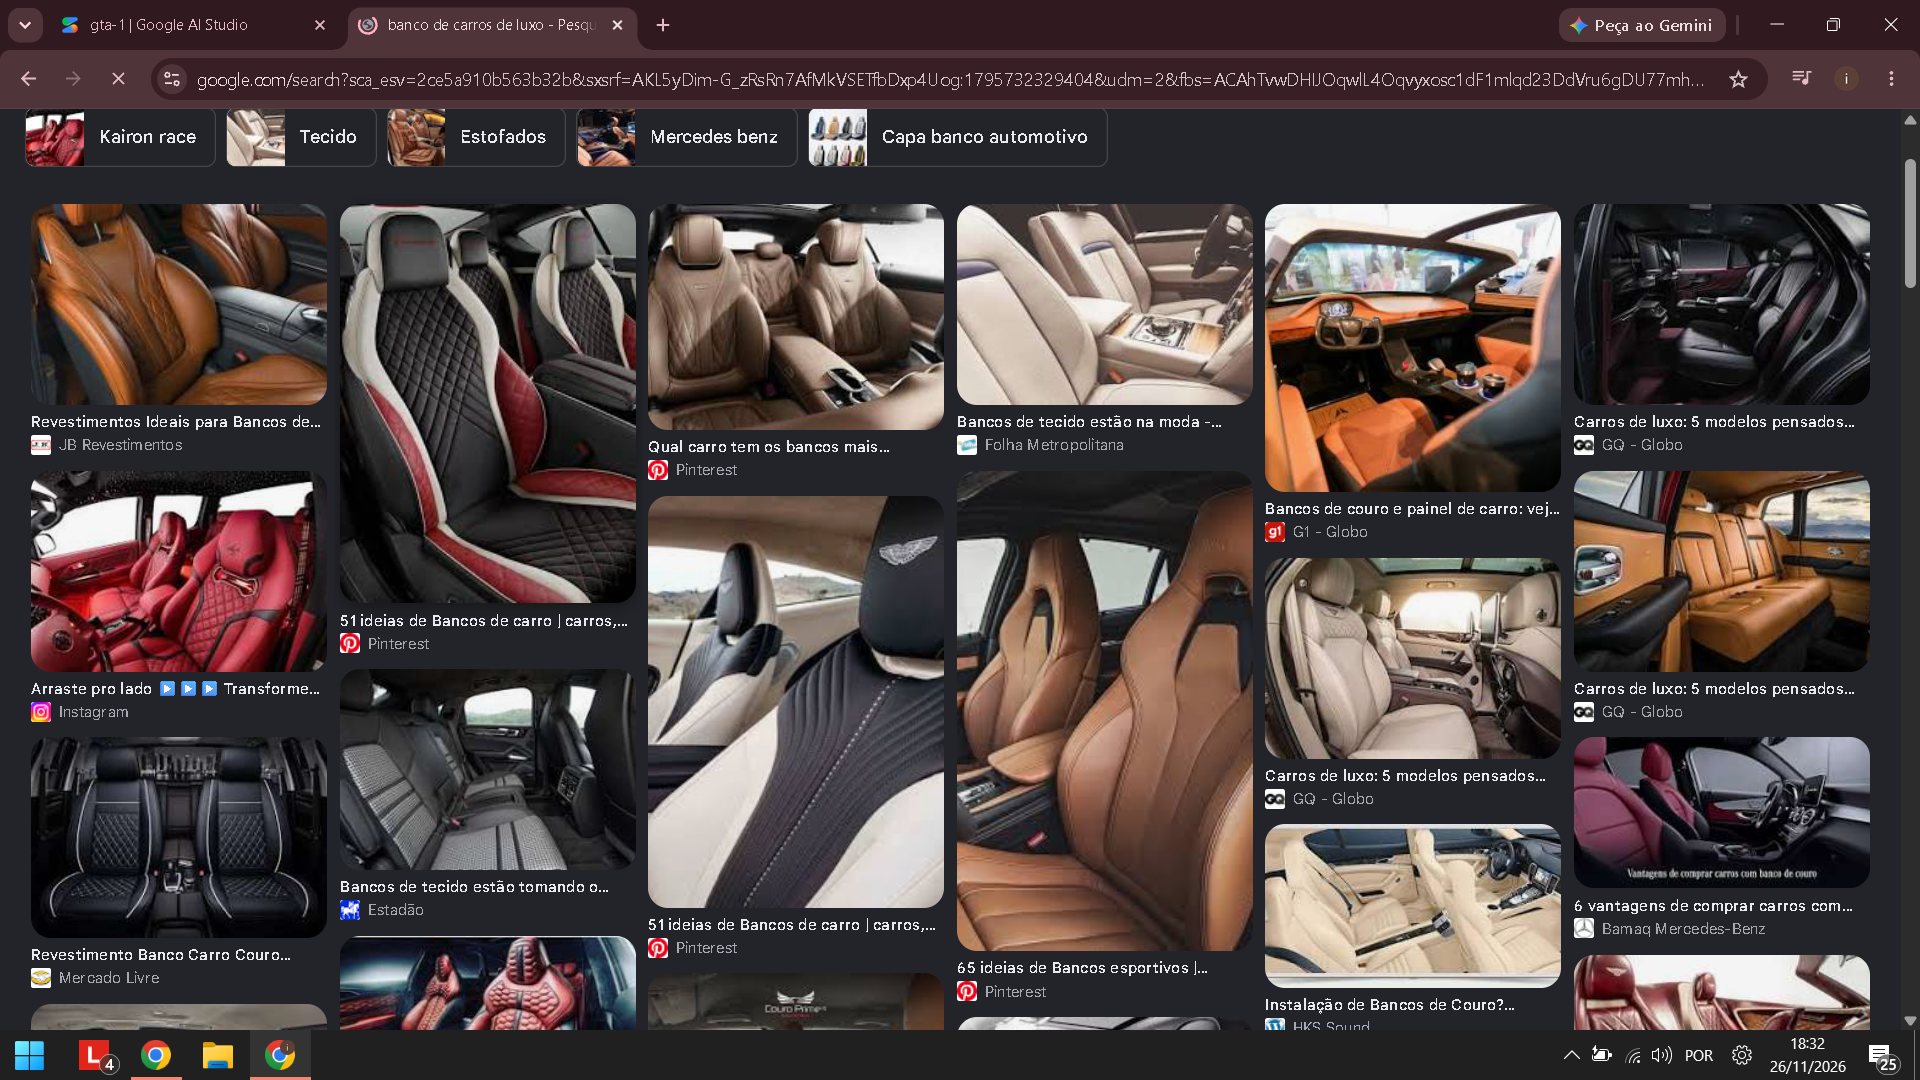 gta-1 | Google AI Studio
banco de carros de luxo - Pesqu
Peça ao Gemini
google.com/search?sca_esv=2ce5a910b563b32b&sxsrf=AKL5yDim-G_zRsRn7AfMkVSETfbDxp4Uog:1795732329404&udm=2&fbs=ACAhTvwDHIJOqwlL4Oqvyxosc1dF1mlqd23DdVru6gDU77mh...
i
Kairon race
Tecido
Estofados
Mercedes benz
Capa banco automotivo
Revestimentos Ideais para Bancos de...
JB Revestimentos
Arraste pro lado ▶️ ▶️ ▶️ Transforme...
Instagram
Revestimento Banco Carro Couro...
Mercado Livre
51 ideias de Bancos de carro | carros,...
Pinterest
Bancos de tecido estão tomando o...
Estadão
Qual carro tem os bancos mais...
Pinterest
51 ideias de Bancos de carro | carros,...
Pinterest
Couro Prime
Bancos de tecido estão na moda -...
Folha Metropolitana
65 ideias de Bancos esportivos |...
Pinterest
Bancos de couro e painel de carro: vej...
g1
G1 - Globo
Carros de luxo: 5 modelos pensados...
GQ
GQ - Globo
Instalação de Bancos de Couro?...
HKS Sound
Carros de luxo: 5 modelos pensados...
GQ
GQ - Globo
Carros de luxo: 5 modelos pensados...
GQ
GQ - Globo
Vantagens de comprar carros com banco de couro
6 vantagens de comprar carros com...
Bamaq Mercedes-Benz
L
4
i
POR
18:32
26/11/2026
25